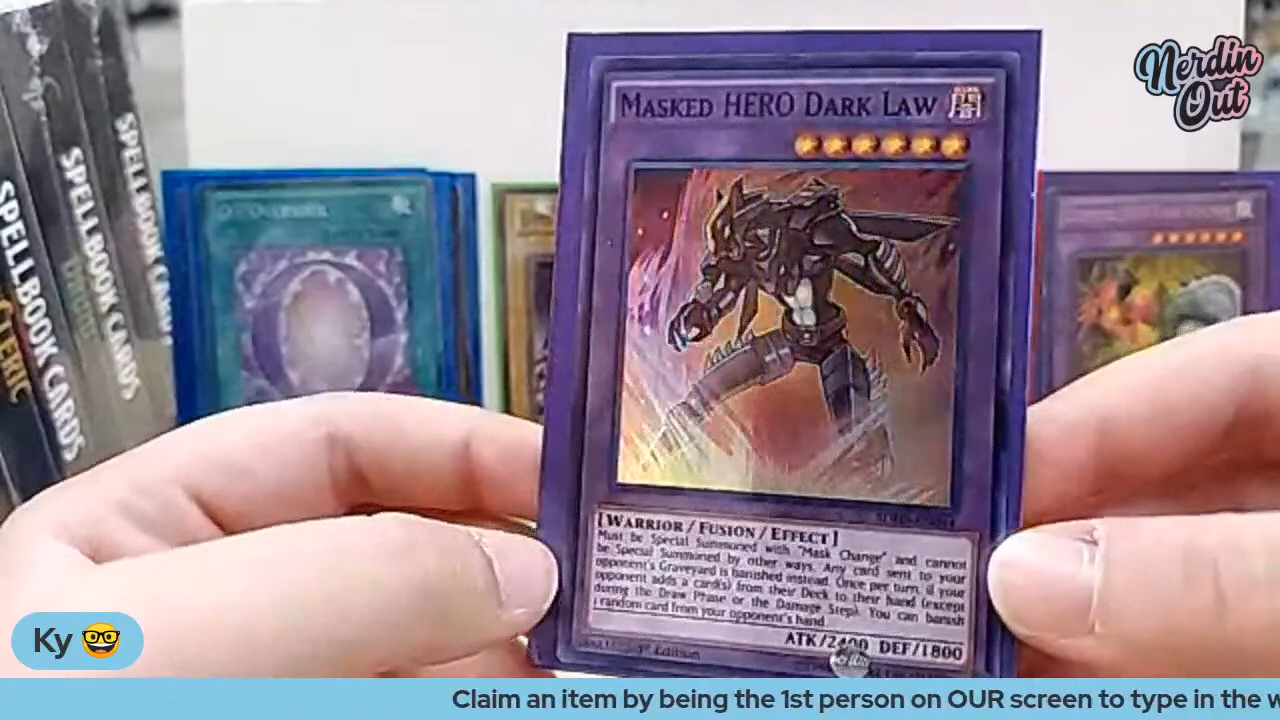 Nerdin
Out
MASKED HERO DARK LAW
SPELLBOOK CARDS
SPELLBOOK CARDS
SPELLBOOK CARDS
CLERIC
[WARRIOR / FUSION / EFFECT]
Must be Special Summoned with "Mask Change" and cannot
be Special Summoned by other ways. Any card sent to your
opponent's Graveyard is banished instead. Once per turn, if your
opponent adds a card(s) from their Deck to their hand (except
during the Draw Phase or the Damage Step): You can banish
1 random card from your opponent's hand.
ATK/2400 DEF/1800
1st Edition
Ky
Claim an item by being the 1st person on OUR screen to type in the w